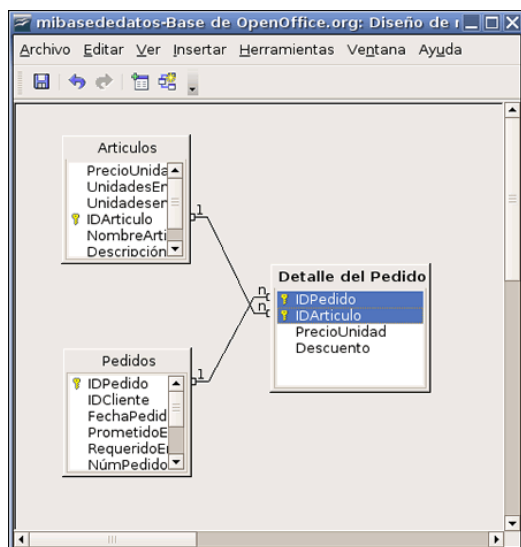 mibasededatos-Base de OpenOffice.org: Diseño de r
Archivo Editar Ver Insertar Herramientas Ventana Ayuda
Articulos
PrecioUnida
UnidadesEn
Unidadesen
IDArticulo
NombreArti
Descripción
1
Detalle del Pedido
n
IDPedido
n
IDArticulo
PrecioUnidad
Descuento
Pedidos
1
IDPedido
IDCliente
FechaPedid
PrometidoE
RequeridoEn
NúmPedido